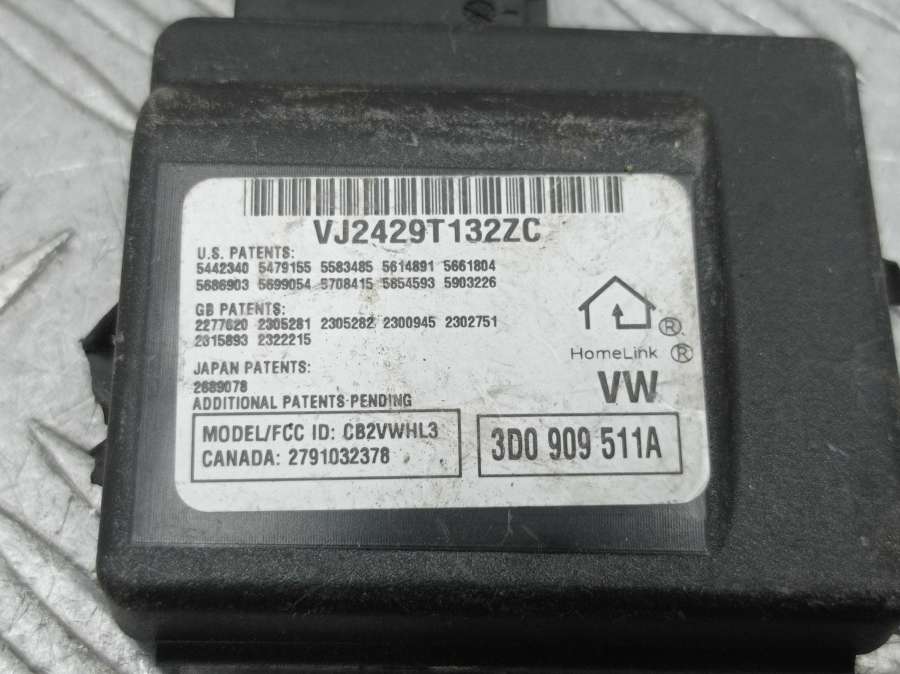 VJ2429T132ZC
U.S. PATENTS:
5442340 5479155 5583485 5614891 5661804
5686903 5699054 5708415 5854593 5903226
GB PATENTS:
2277620 2305281 2305282 2300945 2302751
2315893 2322215
JAPAN PATENTS:
2689078
ADDITIONAL PATENTS PENDING
MODEL/FCC ID: CB2VWHL3
CANADA: 2791032378
®
HomeLink ®
VW
3D0 909 511A